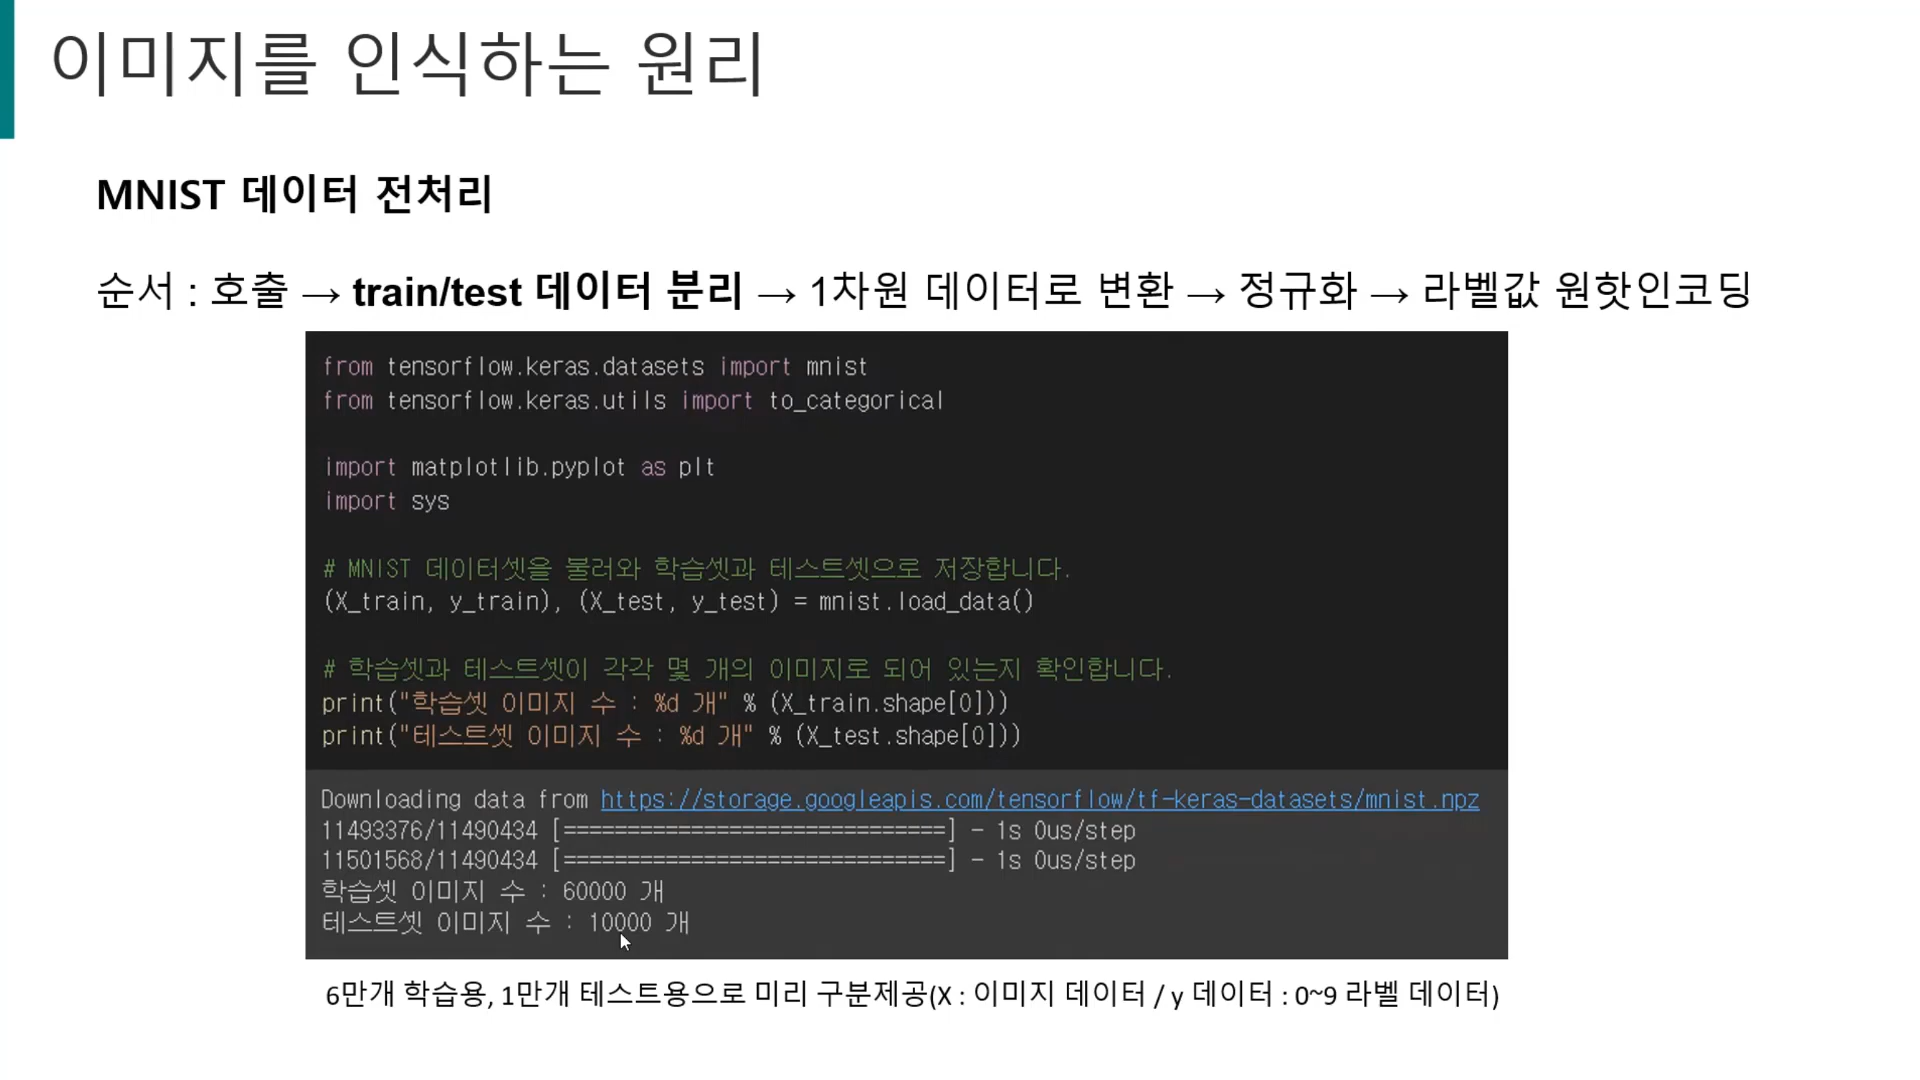 이미지를 인식하는 원리
MNIST 데이터 전처리
순서 : 호출 → train/test 데이터 분리 → 1차원 데이터로 변환 → 정규화 → 라벨값 원핫인코딩
from tensorflow.keras.datasets import mnist
from tensorflow.keras.utils import to_categorical
import matplotlib.pyplot as plt
import sys
# MNIST 데이터셋을 불러와 학습셋과 테스트셋으로 저장합니다.
(X_train, y_train), (X_test, y_test) = mnist.load_data()
# 학습셋과 테스트셋이 각각 몇 개의 이미지로 되어 있는지 확인합니다.
print("학습셋 이미지 수 : %d 개" % (X_train.shape[0]))
print("테스트셋 이미지 수 : %d 개" % (X_test.shape[0]))
Downloading data from https://storage.googleapis.com/tensorflow/tf-keras-datasets/mnist.npz
11493376/11490434 [==============================] - 1s 0us/step
11501568/11490434 [==============================] - 1s 0us/step
학습셋 이미지 수 : 60000 개
테스트셋 이미지 수 : 10000 개
6만개 학습용, 1만개 테스트용으로 미리 구분제공(X : 이미지 데이터 / y 데이터 : 0~9 라벨 데이터)